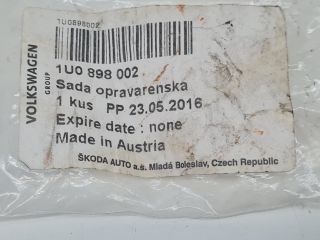 1U0898002
VOLKSWAGEN
GROUP
1U0 898 002
Sada opravarenska
1 kus PP 23.05.2016
Expire date : none
Made in Austria
ŠKODA AUTO a.s. Mladá Boleslav, Czech Republic